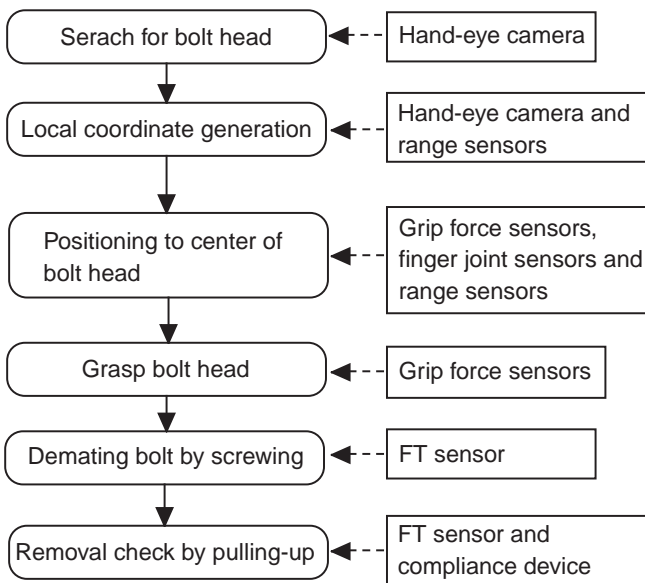 Serach for bolt head
Hand-eye camera
Local coordinate generation
Hand-eye camera and
range sensors
Positioning to center of
bolt head
Grip force sensors,
finger joint sensors and
range sensors
Grasp bolt head
Grip force sensors
Demating bolt by screwing
FT sensor
Removal check by pulling-up
FT sensor and
compliance device